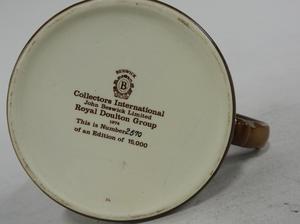 BESWICK
B
Collectors International
John Beswick Limited
Royal Doulton Group
1974
This is Number 2570
of an Edition of 15,000